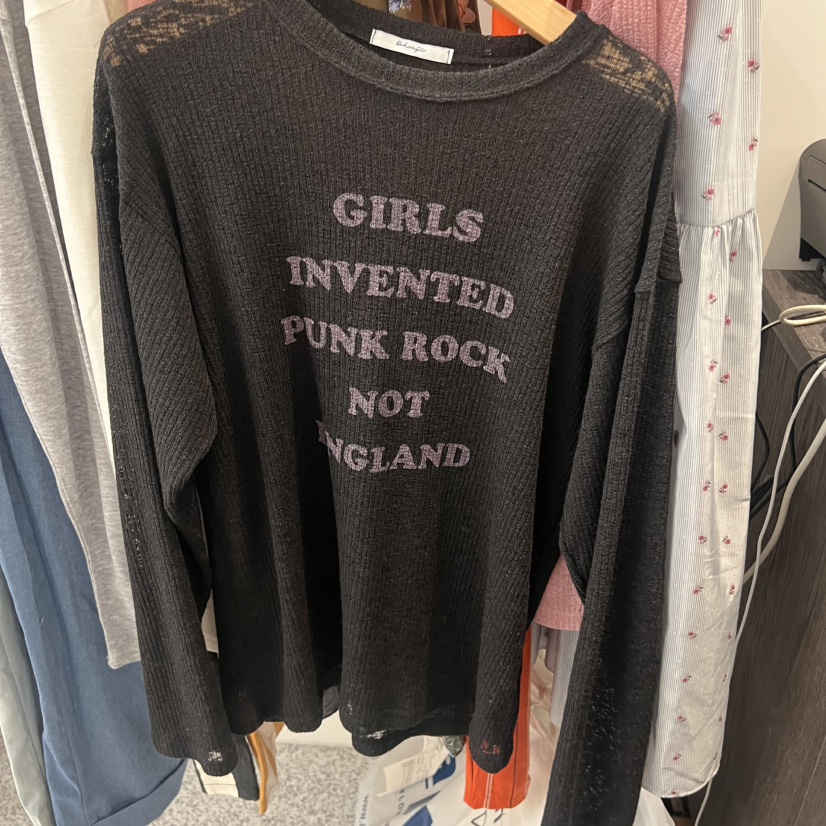 GIRLS
INVENTED
PUNK ROCK
NOT
ENGLAND